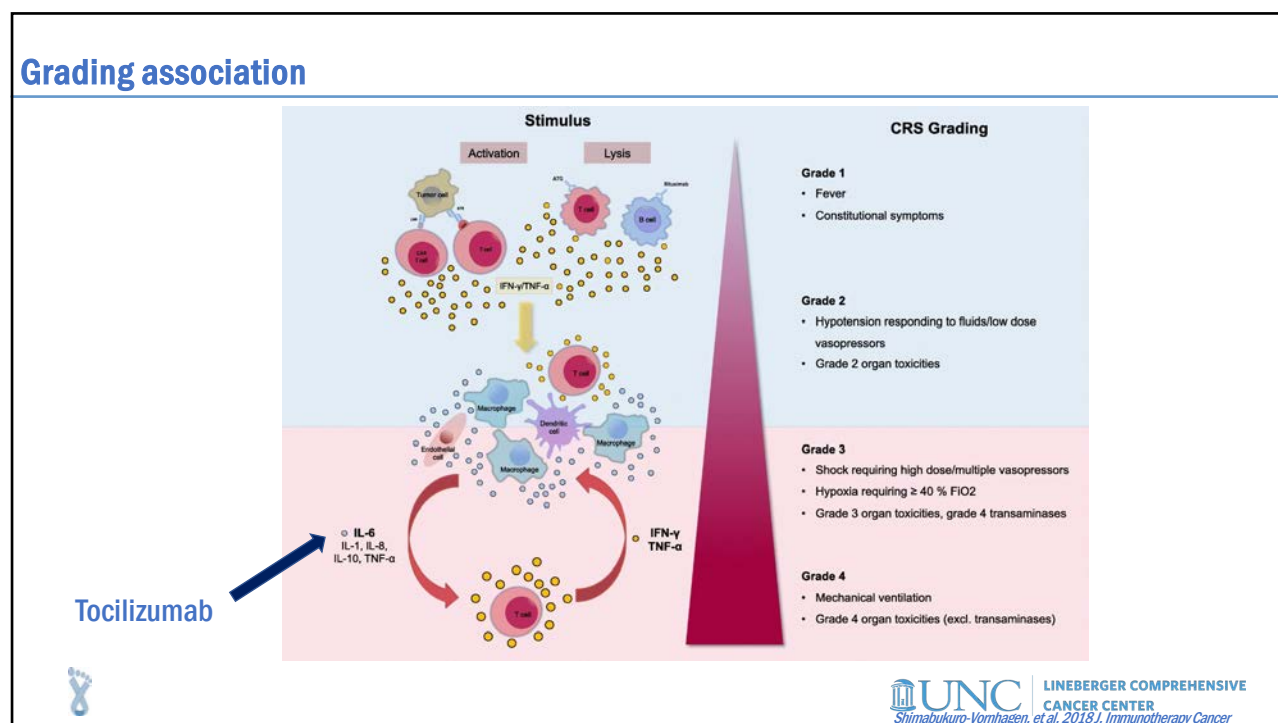 Grading association
Stimulus
CRS Grading
Activation
Lysis
ATG
Rituximab
Tumor cell
T cell
B cell
CAR
T cell
T cell
IFN-γ/TNF-α
T cell
Macrophage
Dendritic
cell
Macrophage
Endothelial
cell
Macrophage
IL-6
IL-1, IL-8,
IL-10, TNF-α
IFN-γ
TNF-α
T cell
Tocilizumab
Grade 1
• Fever
• Constitutional symptoms
Grade 2
• Hypotension responding to fluids/low dose
vasopressors
• Grade 2 organ toxicities
Grade 3
• Shock requiring high dose/multiple vasopressors
• Hypoxia requiring ≥ 40 % FiO2
• Grade 3 organ toxicities, grade 4 transaminases
Grade 4
• Mechanical ventilation
• Grade 4 organ toxicities (excl. transaminases)
UNC
LINEBERGER COMPREHENSIVE
CANCER CENTER
Shimabukuro-Vornhagen, et al. 2018 J. Immunotherapy Cancer